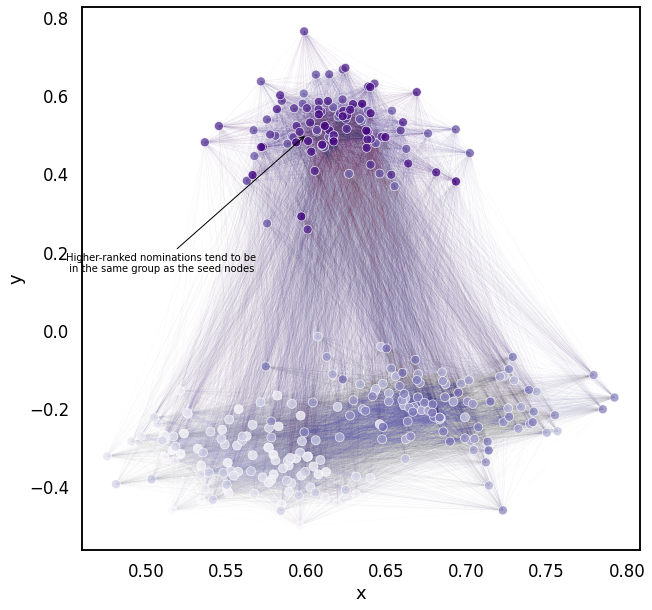 0.8
0.6
0.4
0.2
Higher-ranked nominations tend to be
in the same group as the seed nodes
y
0.0
−0.2
−0.4
0.50 0.55 0.60 0.65 0.70 0.75 0.80
x